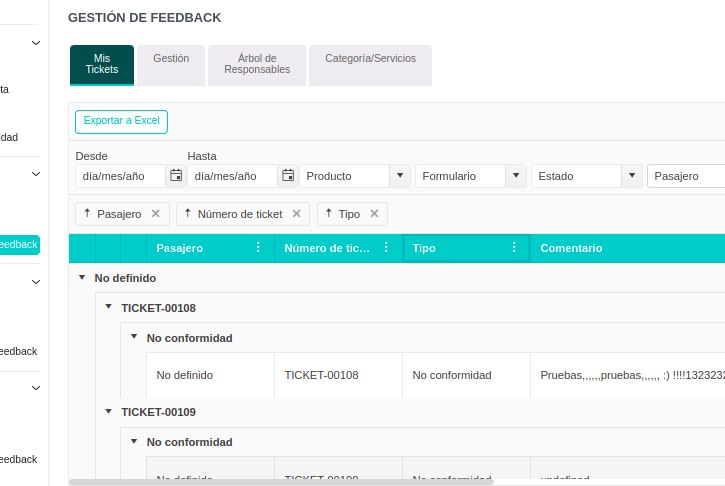 GESTIÓN DE FEEDBACK
Mis Tickets
Gestión
Árbol de Responsables
Categoría/Servicios
ta
idad
eedback
eedback
eedback
Exportar a Excel
Desde
Hasta
día/mes/año
día/mes/año
Producto
Formulario
Estado
Pasajero
Pasajero
Número de ticket
Tipo
Pasajero
Número de tic...
Tipo
Comentario
No definido
TICKET-00108
No conformidad
No definido
TICKET-00108
No conformidad
Pruebas,,,,,,pruebas,,,,,, :) !!!!1323232
TICKET-00109
No conformidad
No definido
TICKET-00109
No conformidad
undefined